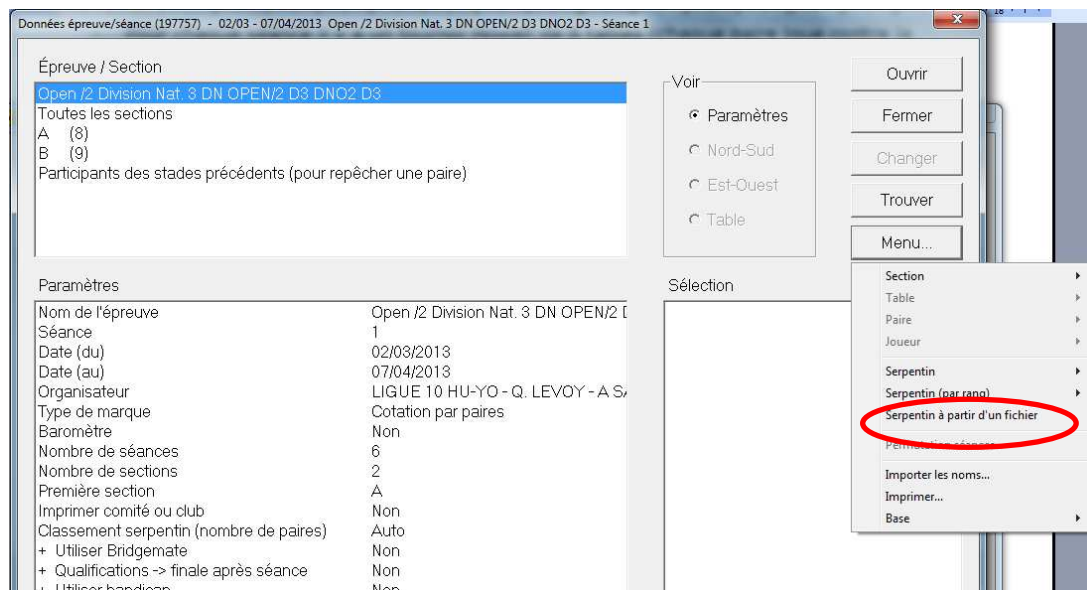 Données épreuve/séance (197757) - 02/03 - 07/04/2013 Open /2 Division Nat. 3 DN OPEN/2 D3 DNO2 D3 - Séance 1
18
Épreuve / Section
Open /2 Division Nat. 3 DN OPEN/2 D3 DNO2 D3
Toutes les sections
A (8)
B (9)
Participants des stades précédents (pour repêcher une paire)
Voir
Paramètres
Nord-Sud
Est-Ouest
Table
Ouvrir
Fermer
Changer
Trouver
Menu...
Section
Table
Paire
Joueur
Serpentin
Serpentin (par rang)
Serpentin à partir d'un fichier
Permutation séances
Importer les noms...
Imprimer...
Base
Paramètres
Sélection
Nom de l'épreuve Open /2 Division Nat. 3 DN OPEN/2
Séance 1
Date (du) 02/03/2013
Date (au) 07/04/2013
Organisateur LIGUE 10 HU-YO - Q. LEVOY - A
Type de marque Cotation par paires
Baromètre Non
Nombre de séances 6
Nombre de sections 2
Première section A
Imprimer comité ou club Non
Classement serpentin (nombre de paires) Auto
+ Utiliser Bridgemate Non
+ Qualifications -> finale après séance Non
+ Utiliser handicap Non